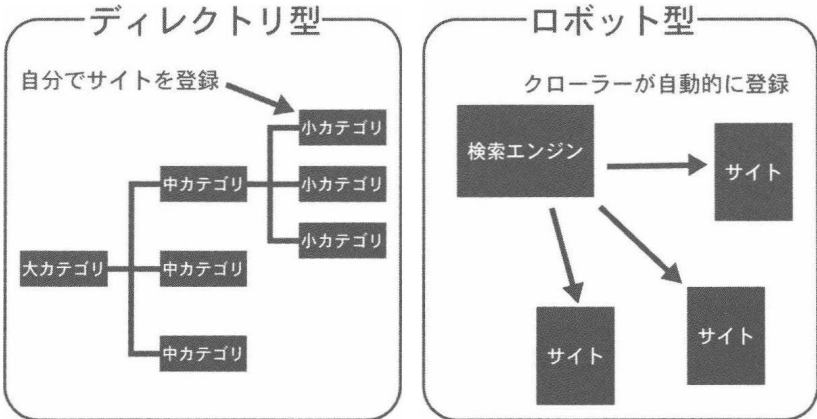 ディレクトリ型
自分でサイトを登録
小カテゴリ
小カテゴリ
小カテゴリ
中カテゴリ
中カテゴリ
中カテゴリ
大カテゴリ
ロボット型
クローラーが自動的に登録
検索エンジン
サイト
サイト
サイト